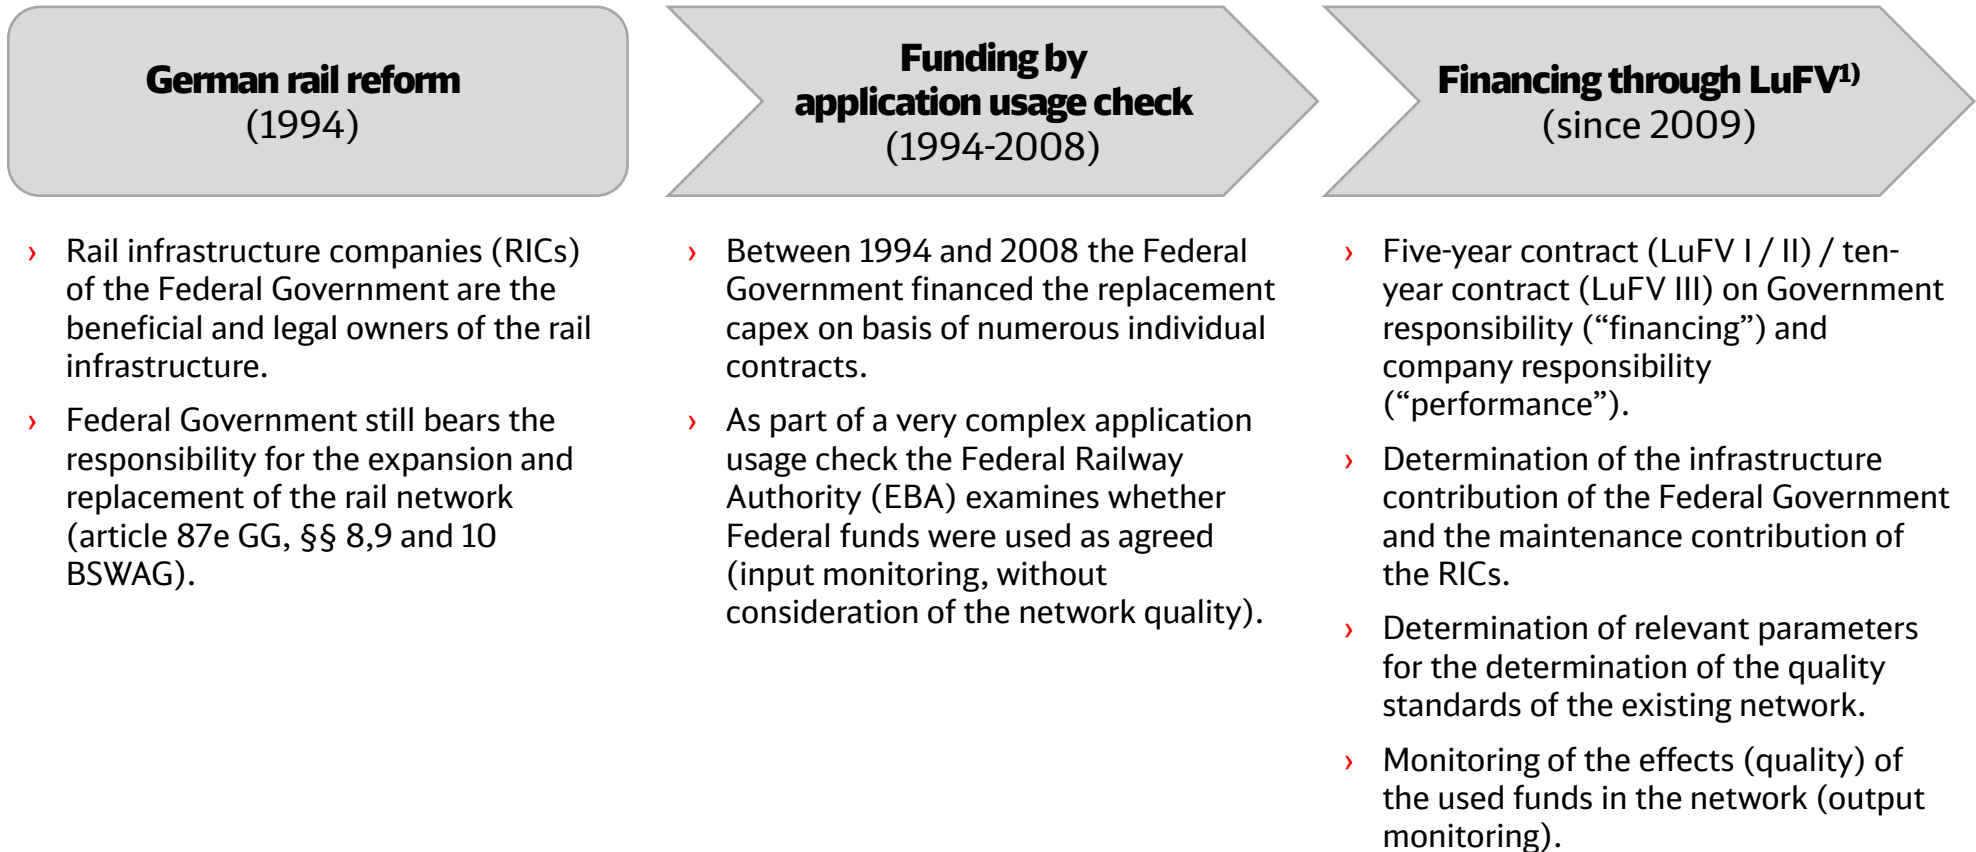 German rail reform
(1994)
› Rail infrastructure companies (RICs)
of the Federal Government are the
beneficial and legal owners of the rail
infrastructure.
› Federal Government still bears the
responsibility for the expansion and
replacement of the rail network
(article 87e GG, §§ 8,9 and 10
BSWAG).
Funding by
application usage check
(1994-2008)
› Between 1994 and 2008 the Federal
Government financed the replacement
capex on basis of numerous individual
contracts.
› As part of a very complex application
usage check the Federal Railway
Authority (EBA) examines whether
Federal funds were used as agreed
(input monitoring, without
consideration of the network quality).
Financing through LuFV¹⁾
(since 2009)
› Five-year contract (LuFV I / II) / ten-
year contract (LuFV III) on Government
responsibility (“financing”) and
company responsibility
(“performance”).
› Determination of the infrastructure
contribution of the Federal Government
and the maintenance contribution of
the RICs.
› Determination of relevant parameters
for the determination of the quality
standards of the existing network.
› Monitoring of the effects (quality) of
the used funds in the network (output
monitoring).